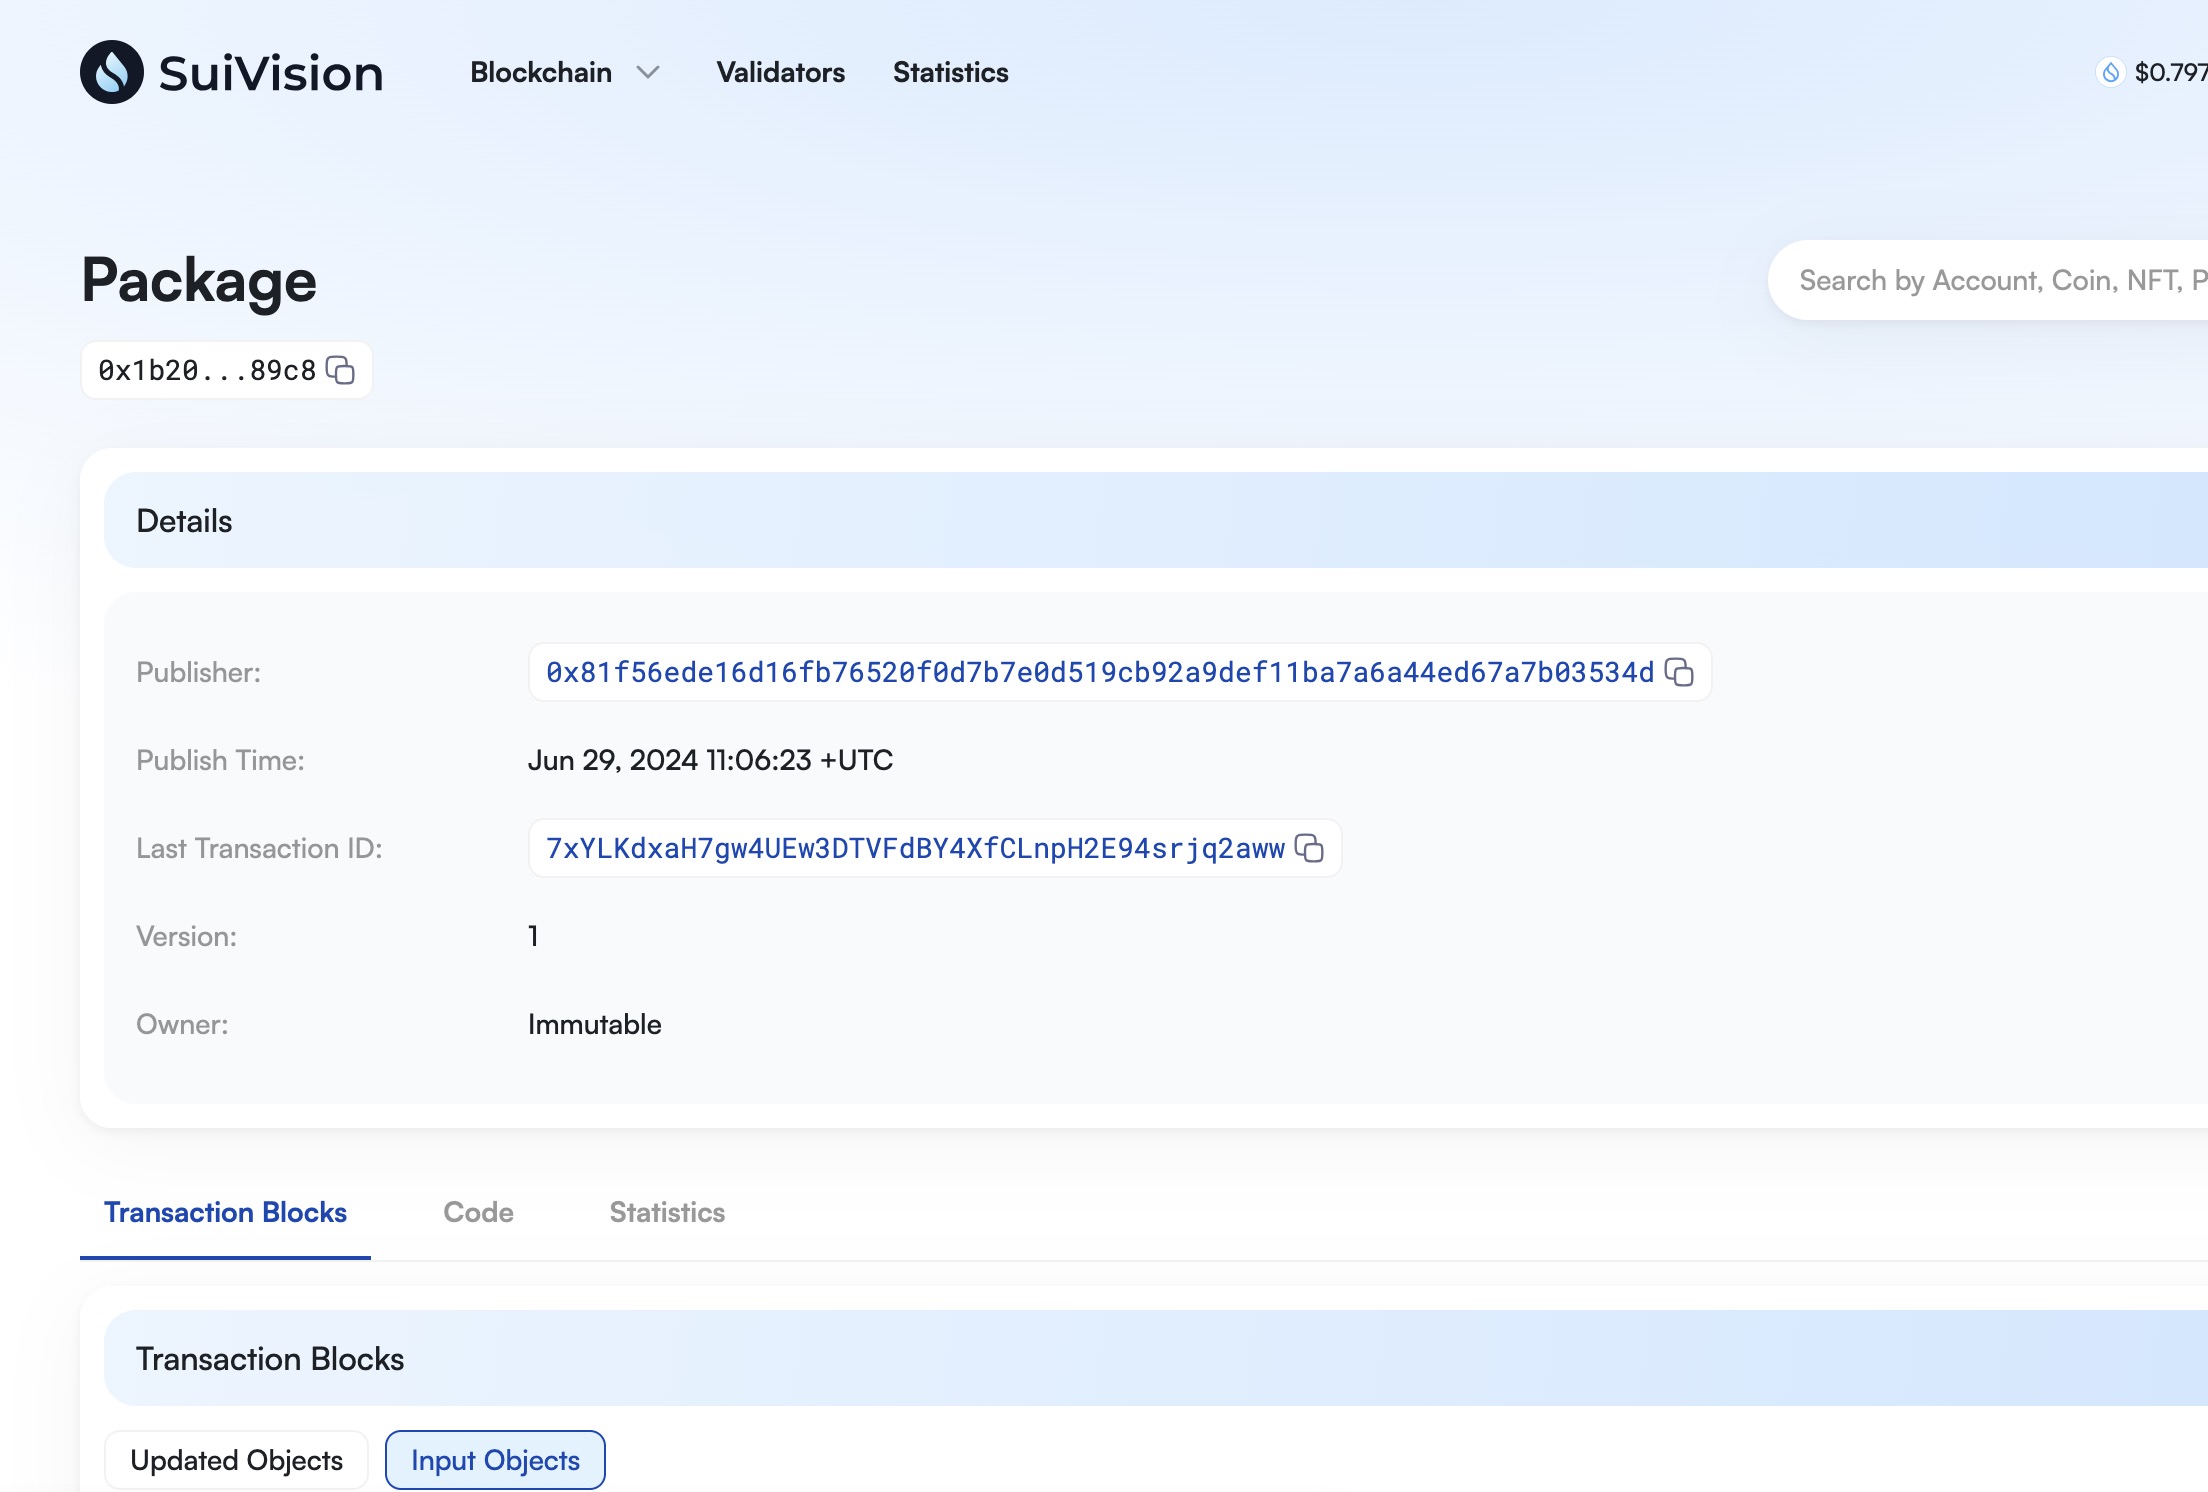 SuiVision
Blockchain Validators Statistics
$0.797
Package
Search by Account, Coin, NFT, P
0x1b20...89c8
Details
Publisher: 0x81f56ede16d16fb76520f0d7b7e0d519cb92a9def11ba7a6a44ed67a7b03534d
Publish Time: Jun 29, 2024 11:06:23 +UTC
Last Transaction ID: 7xYLKdxaH7gw4UEw3DTVFdBY4XfCLnpH2E94srjq2aww
Version: 1
Owner: Immutable
Transaction Blocks Code Statistics
Transaction Blocks
Updated Objects Input Objects